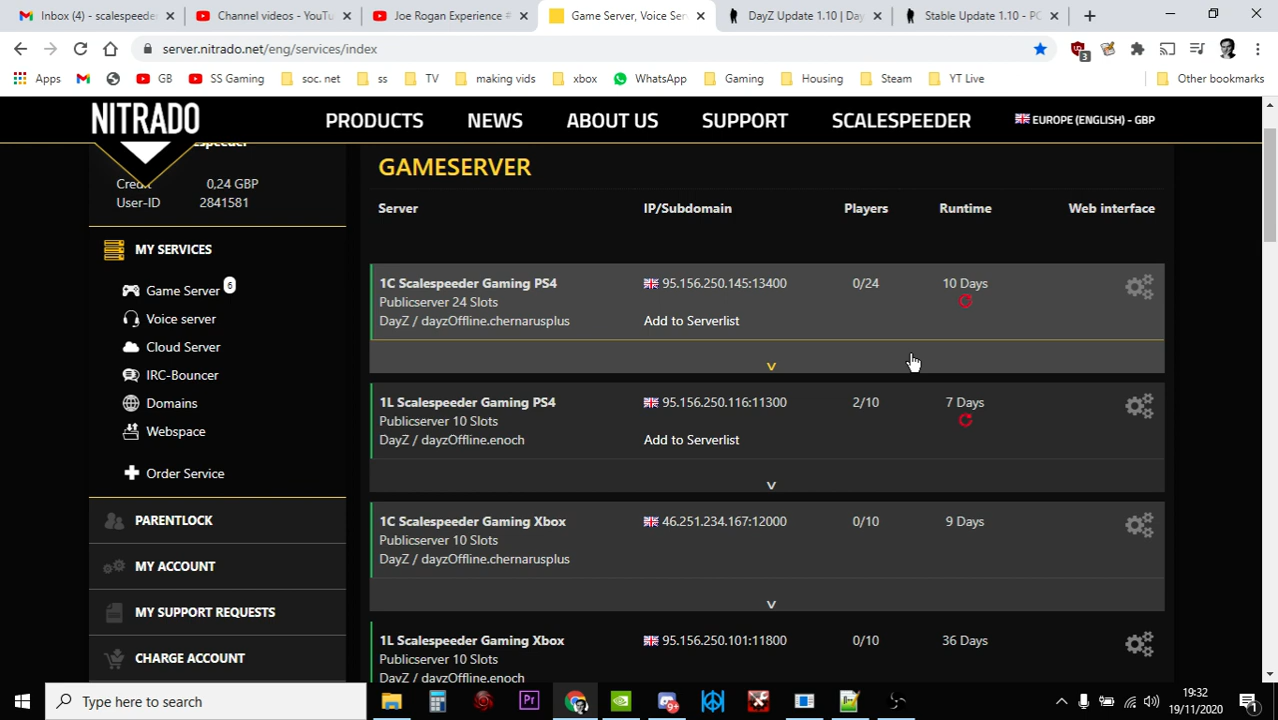 Inbox (4) - scalespeede
Channel videos - YouTu
Joe Rogan Experience #
Game Server, Voice Ser
DayZ Update 1.10 | Day
Stable Update 1.10 - PC
server.nitrado.net/eng/services/index
3
Apps
GB
SS Gaming
soc. net
ss
TV
making vids
xbox
WhatsApp
Gaming
Housing
Steam
YT Live
Other bookmarks
NITRADO
PRODUCTS
NEWS
ABOUT US
SUPPORT
SCALESPEEDER
EUROPE (ENGLISH) - GBP
Credit 0,24 GBP
User-ID 2841581
MY SERVICES
Game Server 6
Voice server
Cloud Server
IRC-Bouncer
Domains
Webspace
Order Service
PARENTLOCK
MY ACCOUNT
MY SUPPORT REQUESTS
CHARGE ACCOUNT
GAMESERVER
Server IP/Subdomain Players Runtime Web interface
1C Scalespeeder Gaming PS4 95.156.250.145:13400 0/24 10 Days
Publicserver 24 Slots
DayZ / dayzOffline.chernarusplus Add to Serverlist
v
1L Scalespeeder Gaming PS4 95.156.250.116:11300 2/10 7 Days
Publicserver 10 Slots
DayZ / dayzOffline.enoch Add to Serverlist
v
1C Scalespeeder Gaming Xbox 46.251.234.167:12000 0/10 9 Days
Publicserver 10 Slots
DayZ / dayzOffline.chernarusplus
v
1L Scalespeeder Gaming Xbox 95.156.250.101:11800 0/10 36 Days
Publicserver 10 Slots
DayZ / dayzOffline.enoch
Type here to search
Pr
19:32
19/11/2020
1